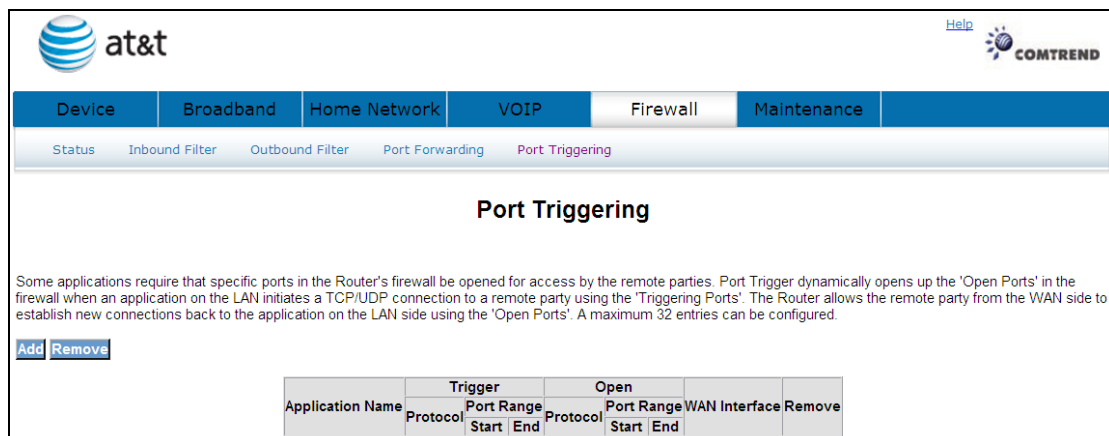 at&t
Help
COMTREND
Device Broadband Home Network VOIP Firewall Maintenance
Status Inbound Filter Outbound Filter Port Forwarding Port Triggering
Port Triggering
Some applications require that specific ports in the Router's firewall be opened for access by the remote parties. Port Trigger dynamically opens up the 'Open Ports' in the
firewall when an application on the LAN initiates a TCP/UDP connection to a remote party using the 'Triggering Ports'. The Router allows the remote party from the WAN side to
establish new connections back to the application on the LAN side using the 'Open Ports'. A maximum 32 entries can be configured.
Add Remove
Application Name Trigger Open WAN Interface Remove
Protocol Port Range Protocol Port Range
Start End Start End